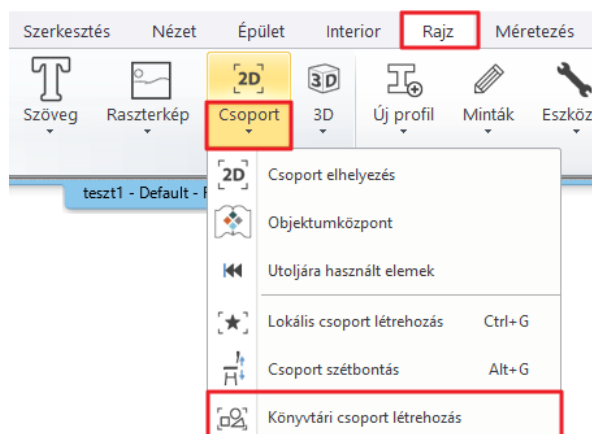 Szerkesztés Nézet Épület Interior Rajz Méretezés
2D 3D
Szöveg Raszterkép Csoport 3D Új profil Minták Eszköz
teszt1 - Default -
2D Csoport elhelyezés
Objektumközpont
Utoljára használt elemek
Lokális csoport létrehozás Ctrl+G
Csoport szétbontás Alt+G
Könyvtári csoport létrehozás